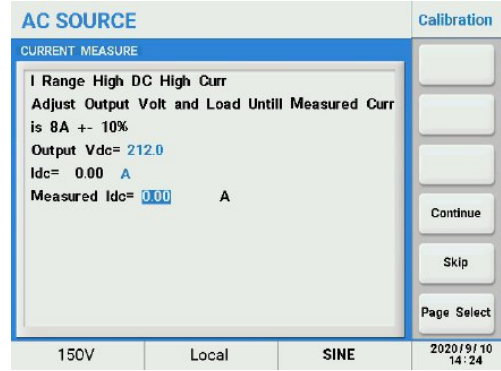 AC SOURCE
Calibration
CURRENT MEASURE
I Range High DC High Curr
Adjust Output Volt and Load Untill Measured Curr
is 8A +- 10%
Output Vdc= 212.0
Idc= 0.00 A
Measured Idc= 0.00 A
Continue
Skip
Page Select
150V
Local
SINE
2020/9/10
14:24